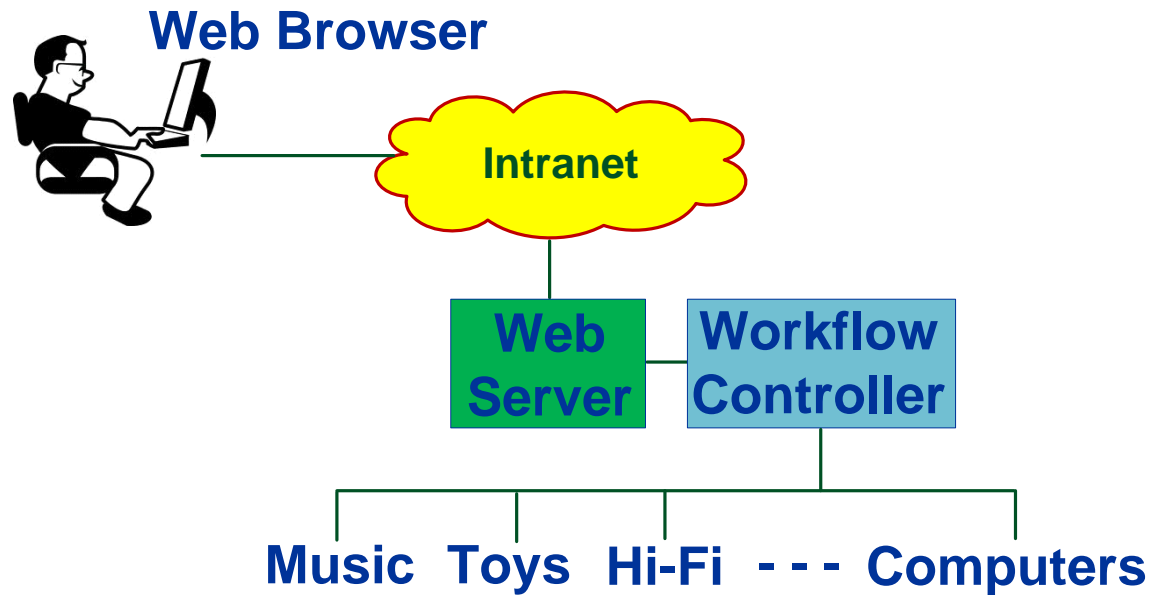 Web Browser
Intranet
Web
Server
Workflow
Controller
Music Toys Hi-Fi - - - Computers